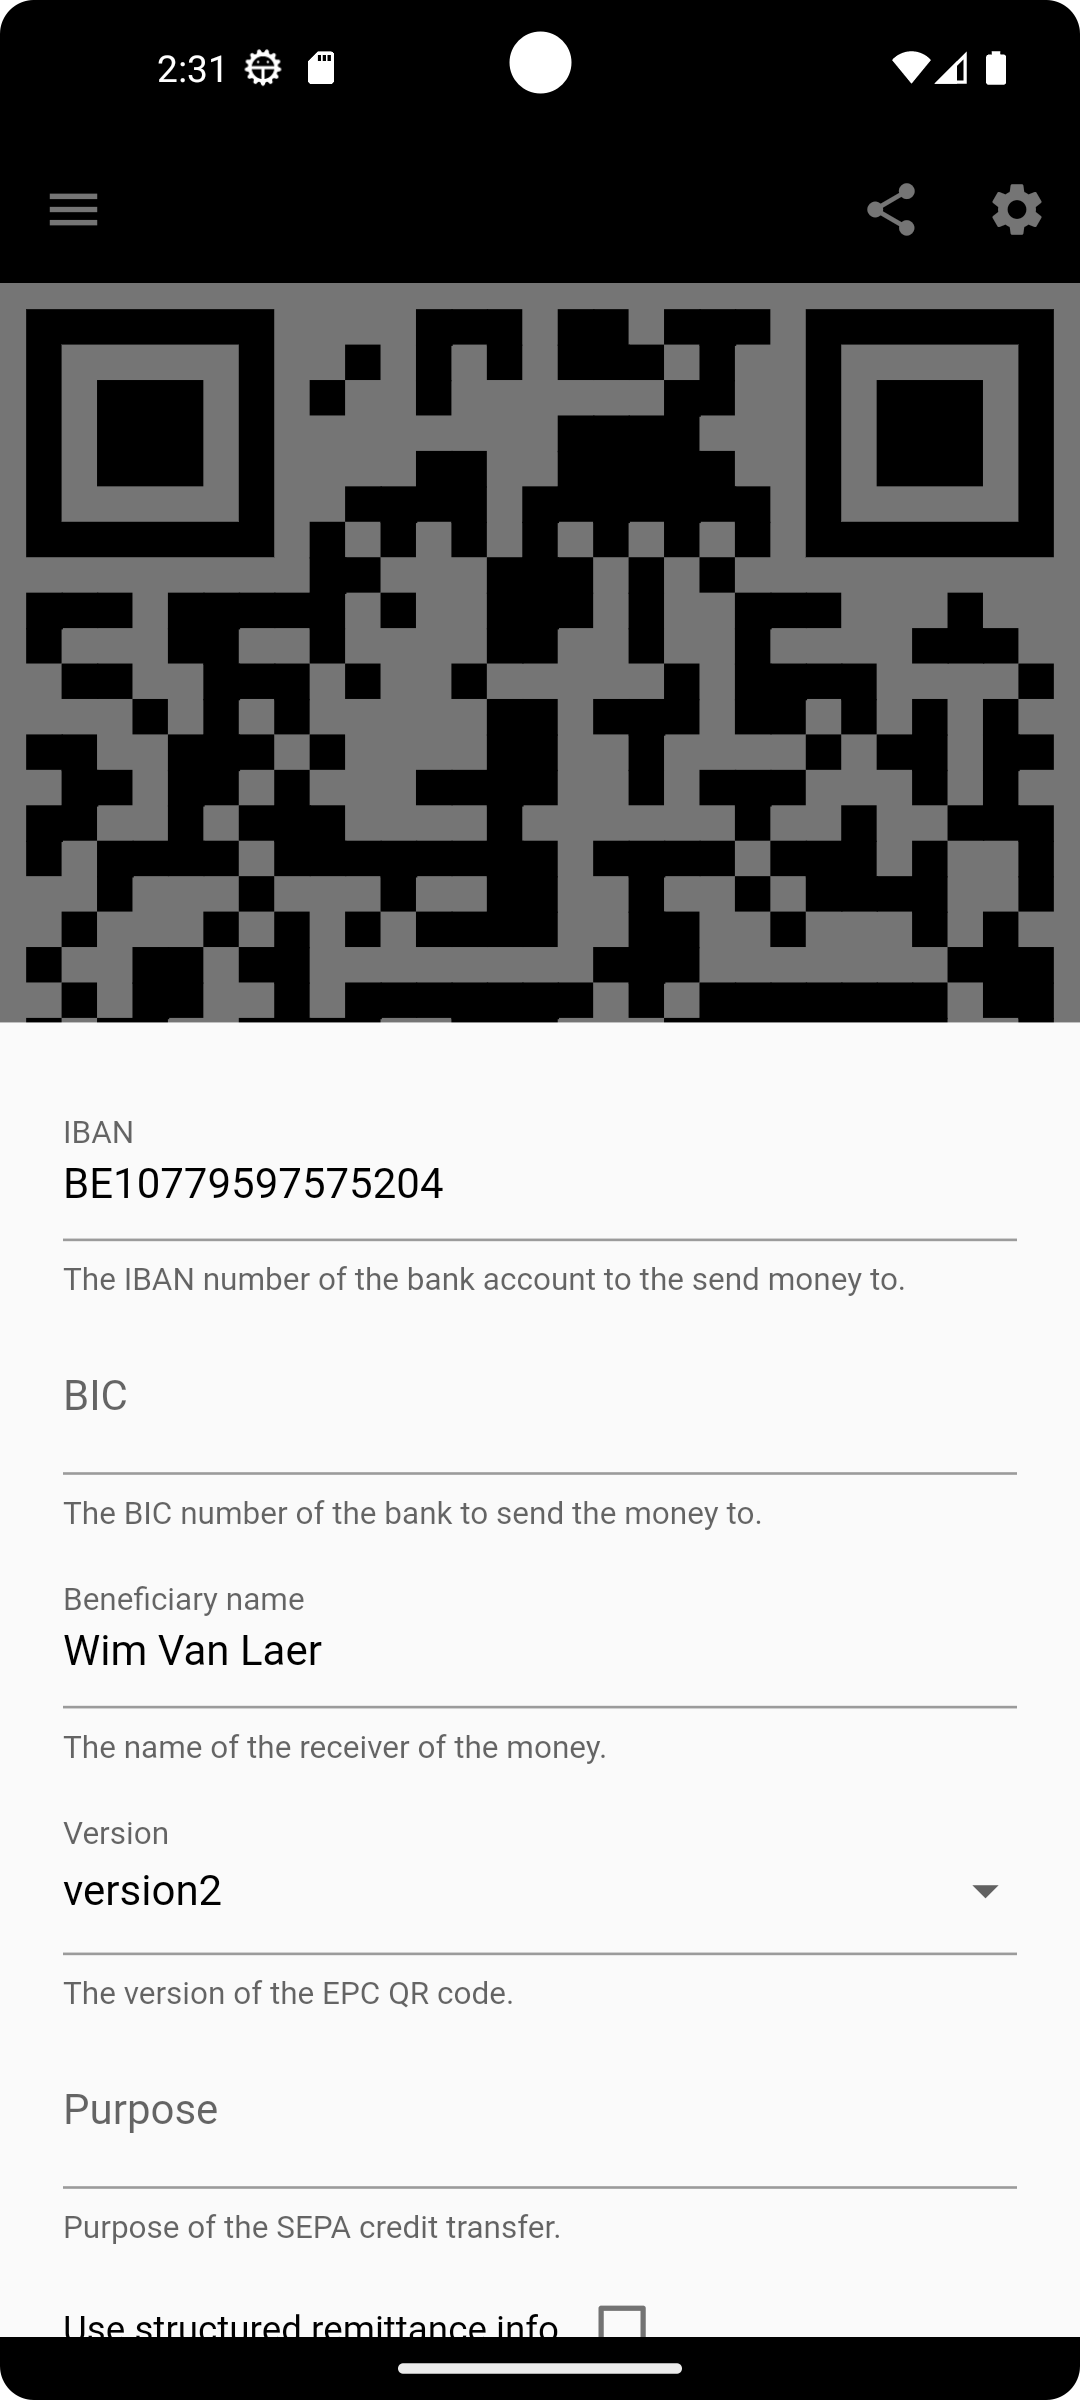 2:31
IBAN
BE10779597575204
The IBAN number of the bank account to the send money to.
BIC
The BIC number of the bank to send the money to.
Beneficiary name
Wim Van Laer
The name of the receiver of the money.
Version
version2
The version of the EPC QR code.
Purpose
Purpose of the SEPA credit transfer.
Use structured remittance info